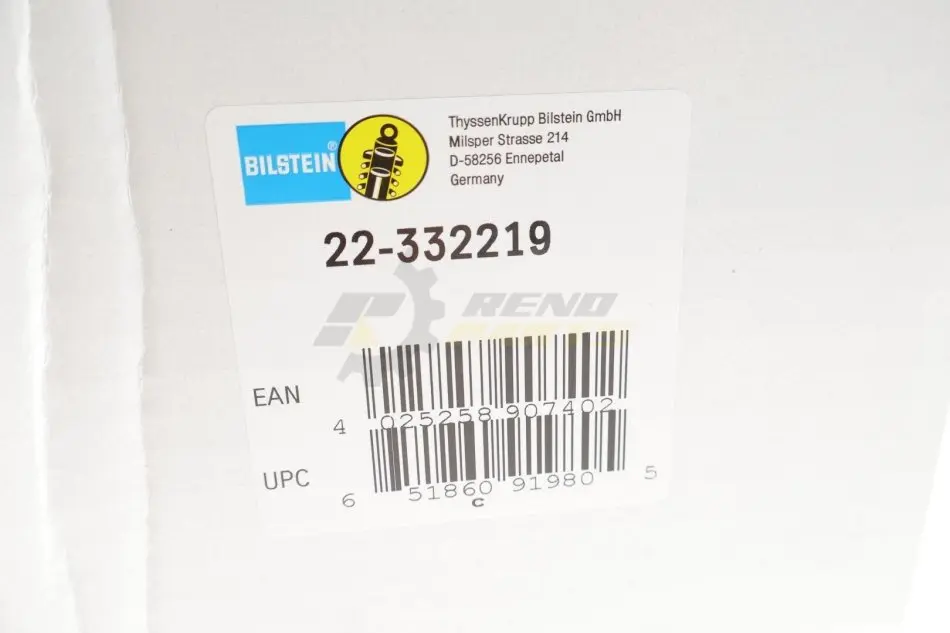 BILSTEIN®
ThyssenKrupp Bilstein GmbH
Milsper Strasse 214
D-58256 Ennepetal
Germany
22-332219
RENO
PARTS
EAN
4 025258 907402
UPC
6 51860 91980 5
c